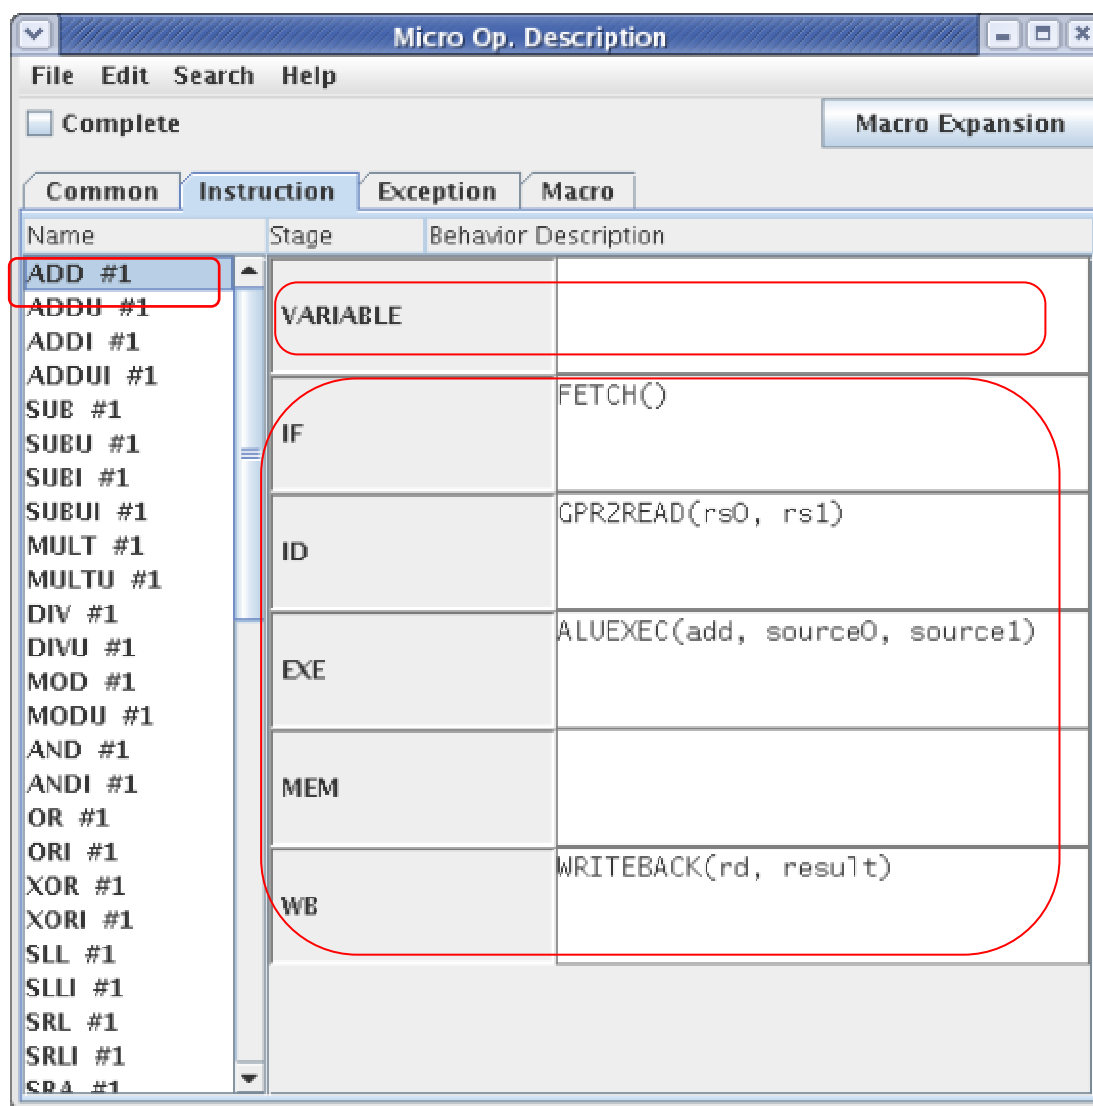 Micro Op. Description
File Edit Search Help
Complete
Macro Expansion
Common Instruction Exception Macro
Name Stage Behavior Description
ADD #1
ADDU #1
ADDI #1
ADDUI #1
SUB #1
SUBU #1
SUBI #1
SUBUI #1
MULT #1
MULTU #1
DIV #1
DIVU #1
MOD #1
MODU #1
AND #1
ANDI #1
OR #1
ORI #1
XOR #1
XORI #1
SLL #1
SLLI #1
SRL #1
SRLI #1
SRA #1
VARIABLE
IF
FETCH()
ID
GPR2READ(rs0, rs1)
EXE
ALUEXEC(add, source0, source1)
MEM
WB
WRITEBACK(rd, result)